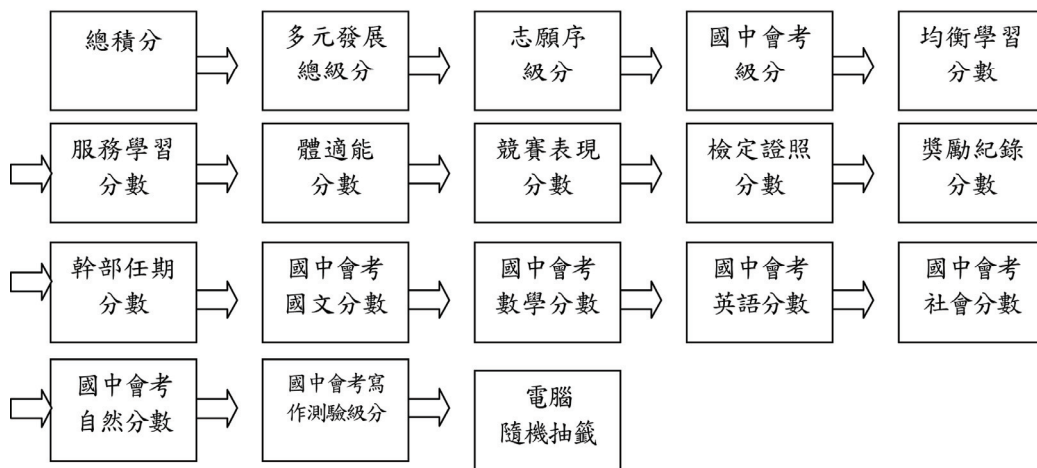 總積分
多元發展
總級分
志願序
級分
國中會考
級分
均衡學習
分數
服務學習
分數
體適能
分數
競賽表現
分數
檢定證照
分數
獎勵紀錄
分數
幹部任期
分數
國中會考
國文分數
國中會考
數學分數
國中會考
英語分數
國中會考
社會分數
國中會考
自然分數
國中會考寫
作測驗級分
電腦
隨機抽籤